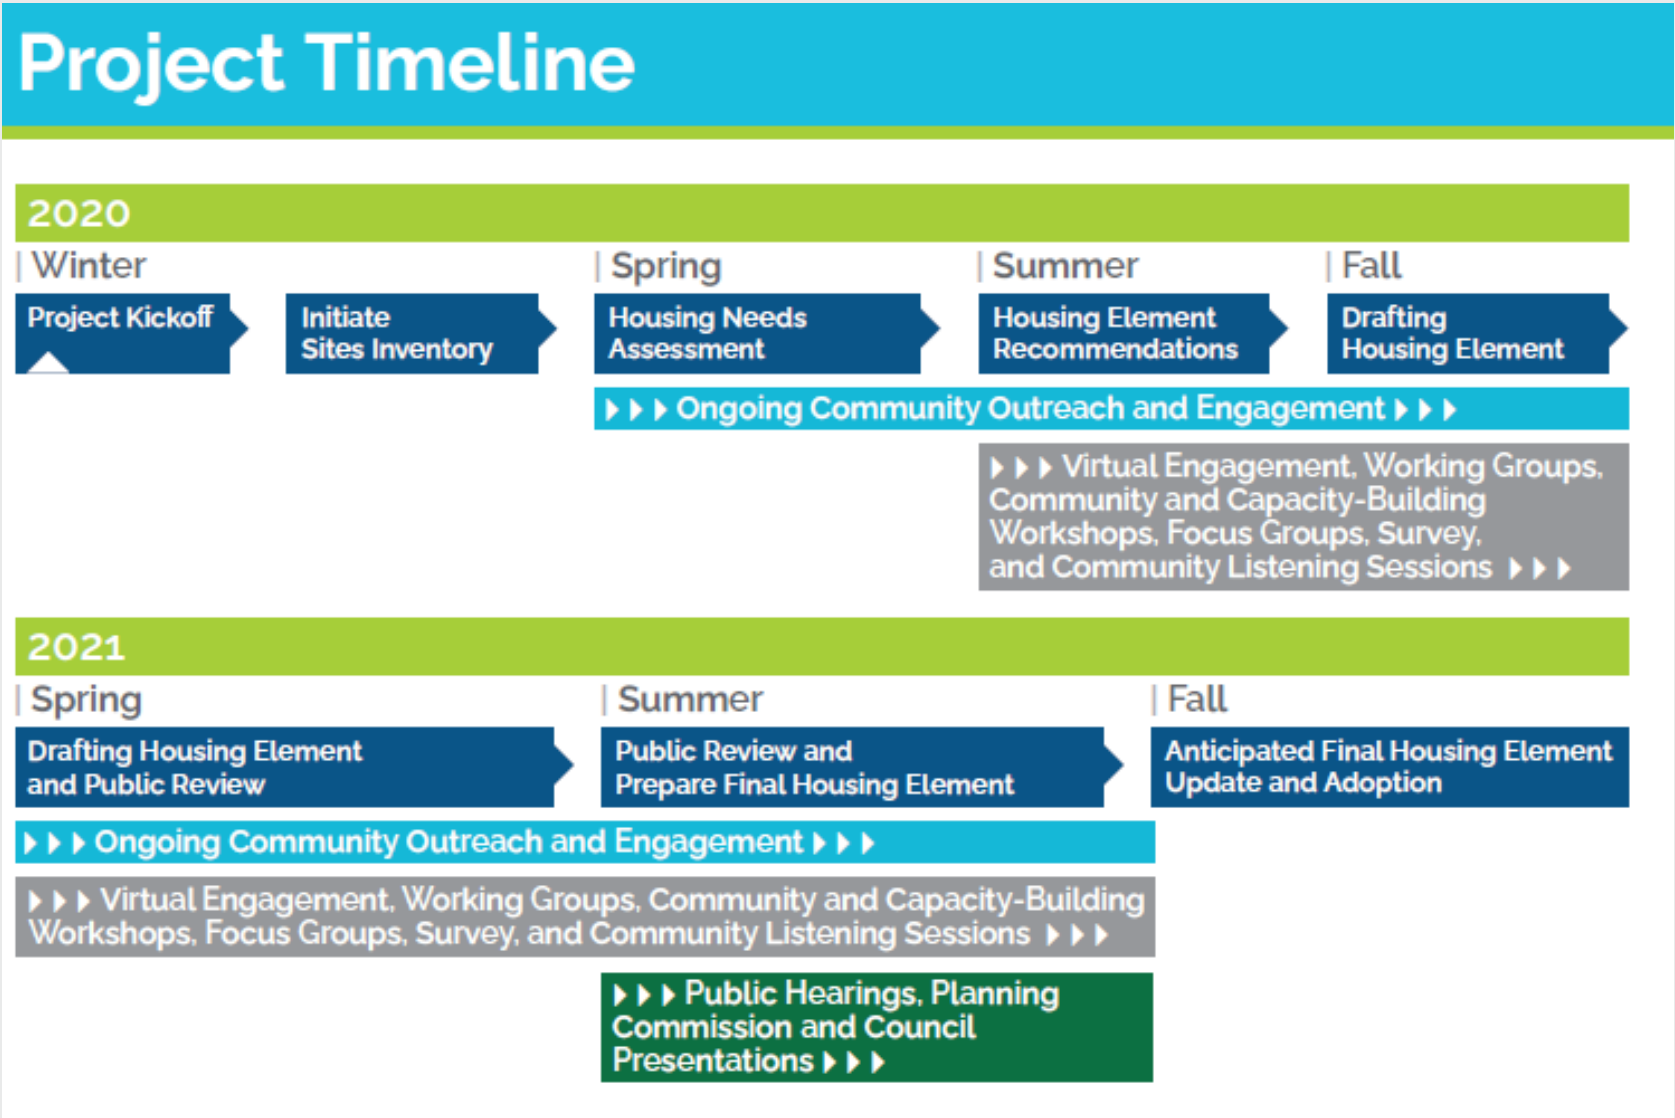 Project Timeline
2020
Winter
Spring
Summer
Fall
Project Kickoff
Initiate
Sites Inventory
Housing Needs
Assessment
Housing Element
Recommendations
Drafting
Housing Element
Ongoing Community Outreach and Engagement
Virtual Engagement, Working Groups,
Community and Capacity-Building
Workshops, Focus Groups, Survey,
and Community Listening Sessions
2021
Spring
Summer
Fall
Drafting Housing Element
and Public Review
Public Review and
Prepare Final Housing Element
Anticipated Final Housing Element
Update and Adoption
Ongoing Community Outreach and Engagement
Virtual Engagement, Working Groups, Community and Capacity-Building
Workshops, Focus Groups, Survey, and Community Listening Sessions
Public Hearings, Planning
Commission and Council
Presentations